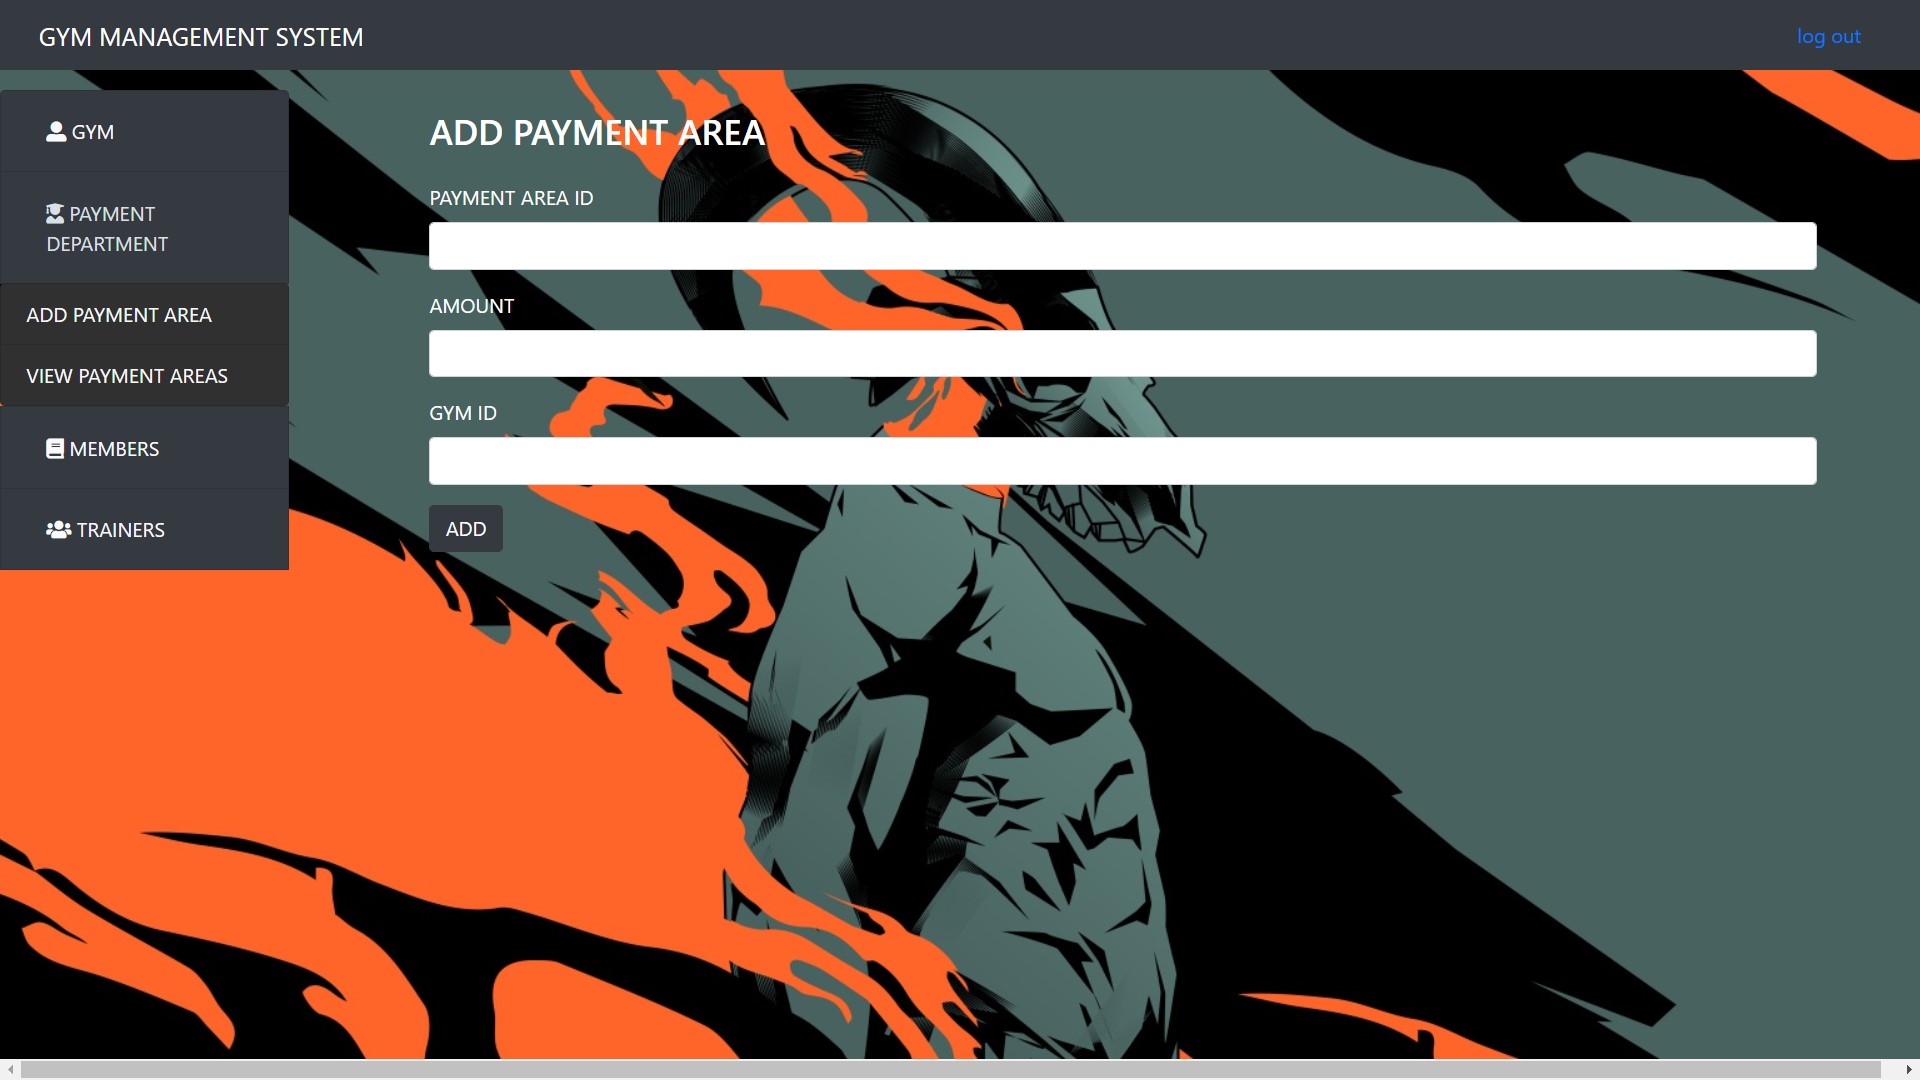 GYM MANAGEMENT SYSTEM
log out
GYM
PAYMENT
DEPARTMENT
ADD PAYMENT AREA
VIEW PAYMENT AREAS
MEMBERS
TRAINERS
ADD PAYMENT AREA
PAYMENT AREA ID
AMOUNT
GYM ID
ADD